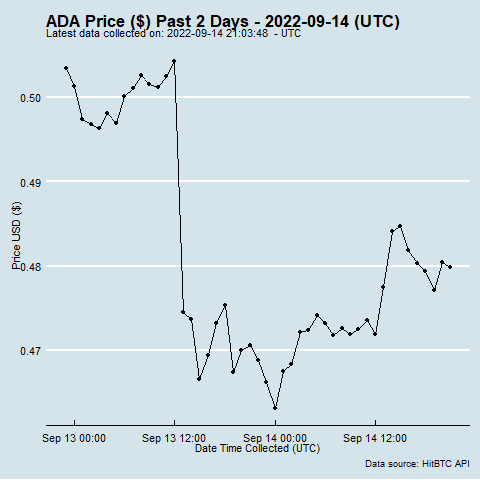 ADA Price ($) Past 2 Days - 2022-09-14 (UTC)
Latest data collected on: 2022-09-14 21:03:48 - UTC
Price USD ($)
0.50
0.49
0.48
0.47
Sep 13 00:00
Sep 13 12:00
Sep 14 00:00
Sep 14 12:00
Date Time Collected (UTC)
Data source: HitBTC API